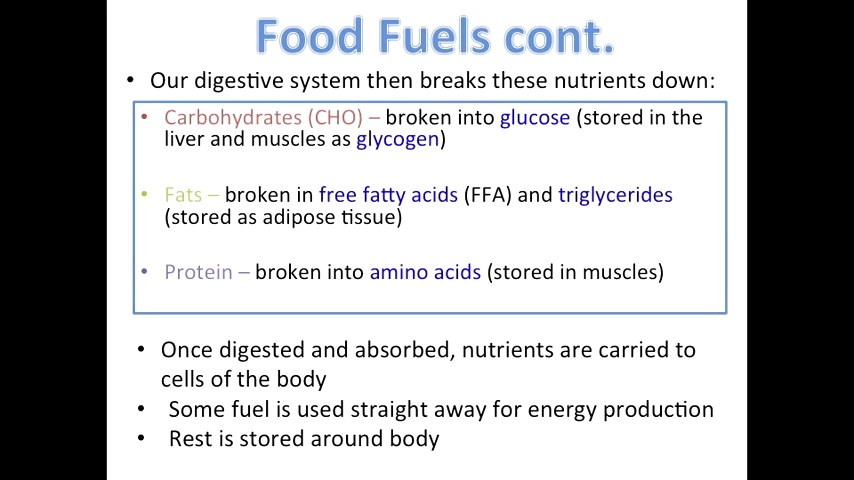 Food Fuels cont.
• Our digestive system then breaks these nutrients down:
• Carbohydrates (CHO) – broken into glucose (stored in the
liver and muscles as glycogen)
• Fats – broken in free fatty acids (FFA) and triglycerides
(stored as adipose tissue)
• Protein – broken into amino acids (stored in muscles)
• Once digested and absorbed, nutrients are carried to
cells of the body
• Some fuel is used straight away for energy production
• Rest is stored around body